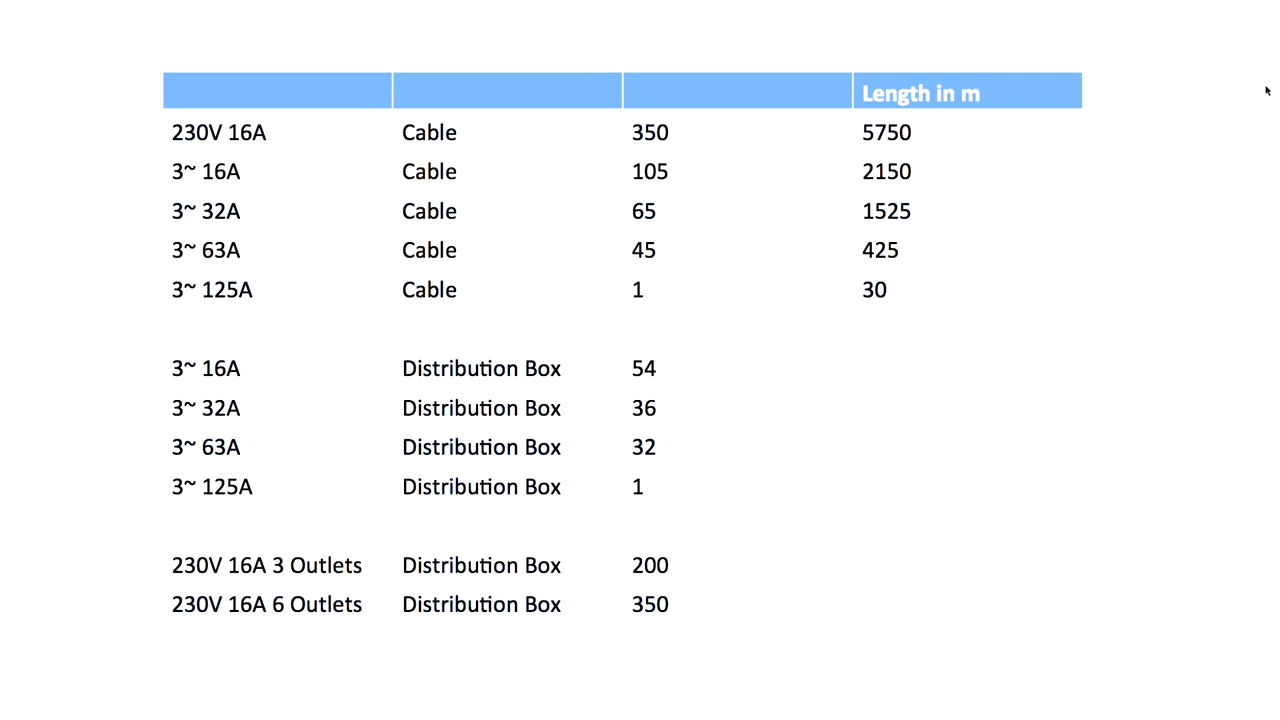 Length in m
230V 16A Cable 350 5750
3~ 16A Cable 105 2150
3~ 32A Cable 65 1525
3~ 63A Cable 45 425
3~ 125A Cable 1 30
3~ 16A Distribution Box 54
3~ 32A Distribution Box 36
3~ 63A Distribution Box 32
3~ 125A Distribution Box 1
230V 16A 3 Outlets Distribution Box 200
230V 16A 6 Outlets Distribution Box 350